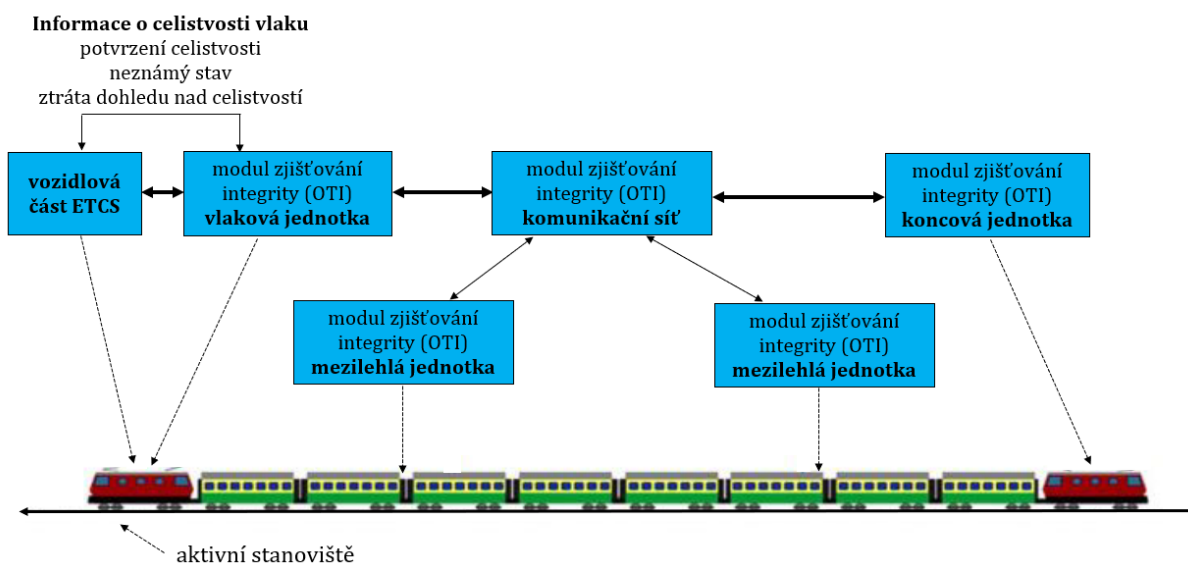 Informace o celistvosti vlaku
potvrzení celistvosti
neznámý stav
ztráta dohledu nad celistvostí
vozidlová
část ETCS
modul zjišťování
integrity (OTI)
vlaková jednotka
modul zjišťování
integrity (OTI)
komunikační síť
modul zjišťování
integrity (OTI)
koncová jednotka
modul zjišťování
integrity (OTI)
mezilehlá jednotka
modul zjišťování
integrity (OTI)
mezilehlá jednotka
aktivní stanoviště